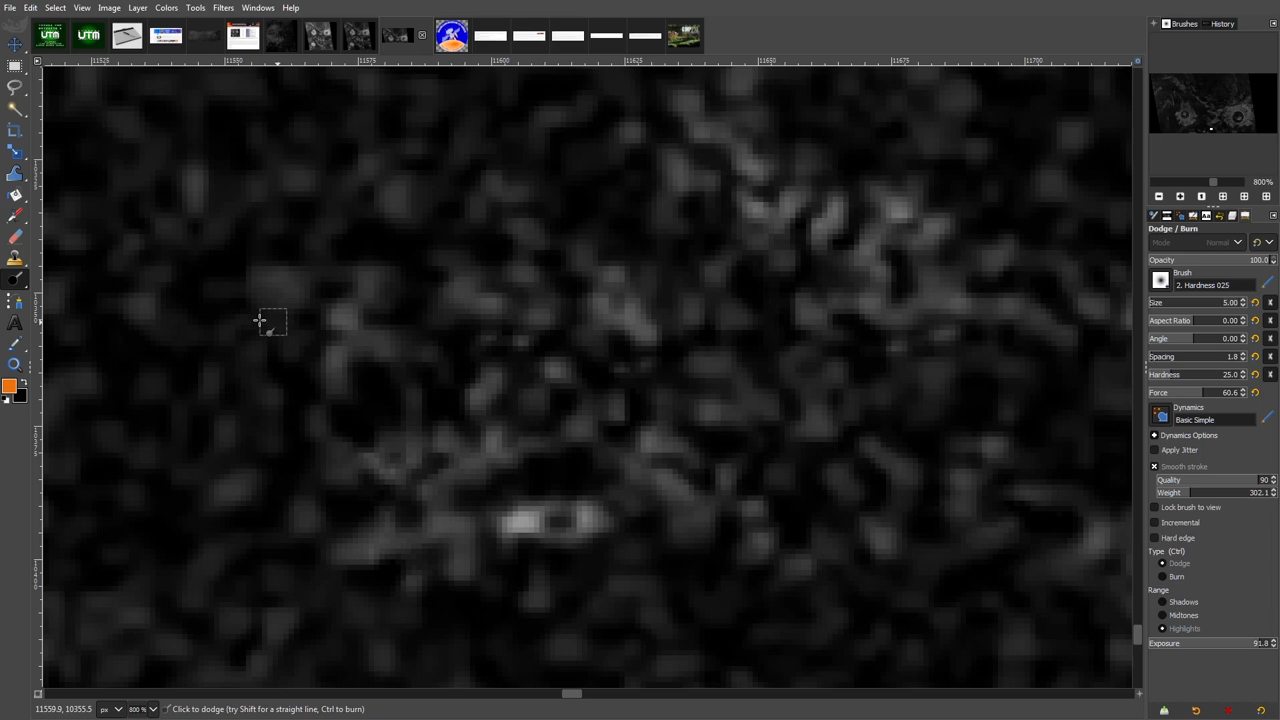 File Edit Select View Image Layer Colors Tools Filters Windows Help
UTM UTM
Brushes History
11525 11550 11575 11600 11625 11650 11675 11700
800%
Dodge / Burn
Mode Normal
Opacity 100.0
Brush
2. Hardness 025
Size 5.00
Aspect Ratio 0.00
Angle 0.00
Spacing 1.8
Hardness 25.0
Force 60.6
Dynamics
Basic Simple
Dynamics Options
Apply Jitter
Smooth stroke
Quality 90
Weight 302.1
Lock brush to view
Incremental
Hard edge
Type (Ctrl)
Dodge
Burn
Range
Shadows
Midtones
Highlights
Exposure 91.8
11559.9, 10355.5 px 800 % Click to dodge (try Shift for a straight line, Ctrl to burn)